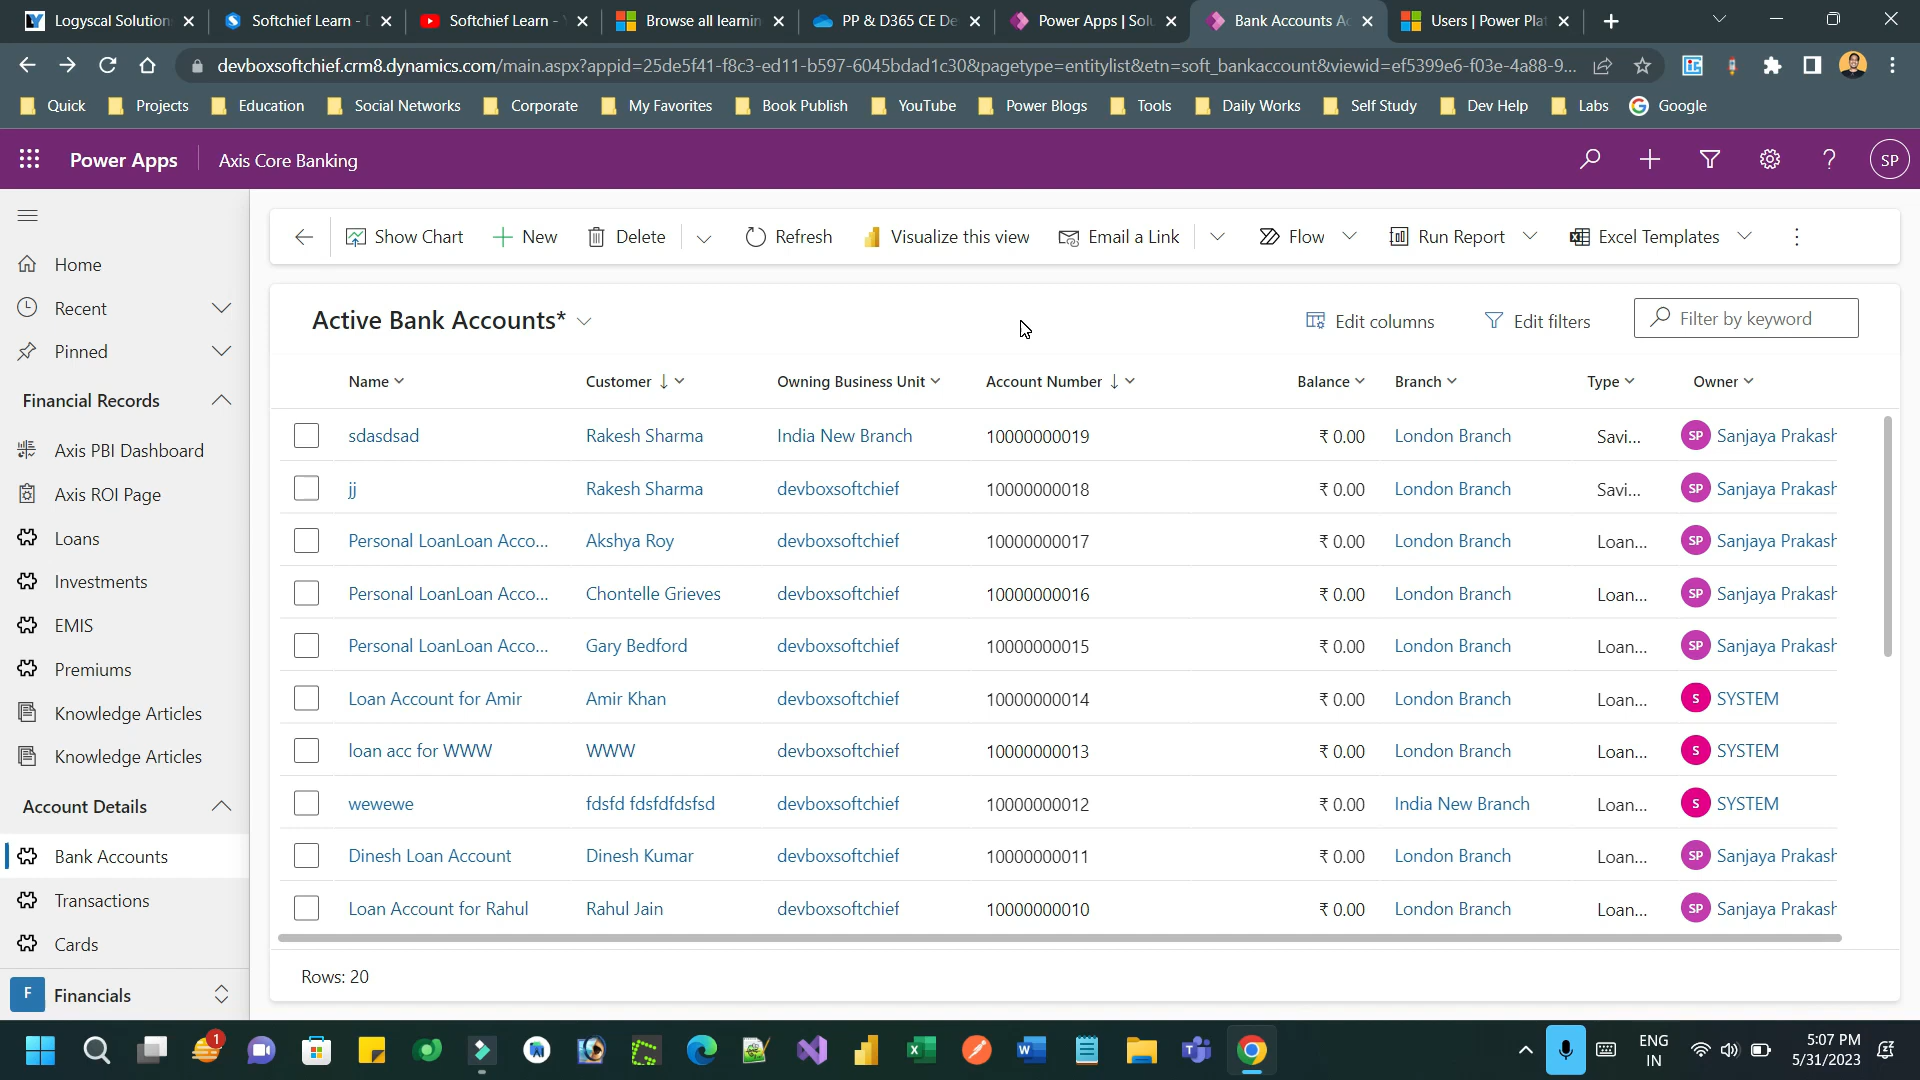 Logyscal Solution
Softchief Learn -
Softchief Learn -
Browse all learnin
PP & D365 CE De
Power Apps | Solu
Bank Accounts Ac
Users | Power Plat
devboxsoftchief.crm8.dynamics.com/main.aspx?appid=25de5f41-f8c3-ed11-b597-6045bdad1c30&pagetype=entitylist&etn=soft_bankaccount&viewid=ef5399e6-f03e-4a88-9...
Quick Projects Education Social Networks Corporate My Favorites Book Publish YouTube Power Blogs Tools Daily Works Self Study Dev Help Labs Google
Power Apps Axis Core Banking SP
Show Chart New Delete Refresh Visualize this view Email a Link Flow Run Report Excel Templates
Home
Recent
Pinned
Financial Records
Axis PBI Dashboard
Axis ROI Page
Loans
Investments
EMIS
Premiums
Knowledge Articles
Knowledge Articles
Account Details
Bank Accounts
Transactions
Cards
F Financials
Active Bank Accounts*
Edit columns Edit filters Filter by keyword
Name Customer Owning Business Unit Account Number Balance Branch Type Owner
sdasdsad Rakesh Sharma India New Branch 10000000019 ₹ 0.00 London Branch Savi... SP Sanjaya Prakash
jj Rakesh Sharma devboxsoftchief 10000000018 ₹ 0.00 London Branch Savi... SP Sanjaya Prakash
Personal LoanLoan Acco... Akshya Roy devboxsoftchief 10000000017 ₹ 0.00 London Branch Loan... SP Sanjaya Prakash
Personal LoanLoan Acco... Chontelle Grieves devboxsoftchief 10000000016 ₹ 0.00 London Branch Loan... SP Sanjaya Prakash
Personal LoanLoan Acco... Gary Bedford devboxsoftchief 10000000015 ₹ 0.00 London Branch Loan... SP Sanjaya Prakash
Loan Account for Amir Amir Khan devboxsoftchief 10000000014 ₹ 0.00 London Branch Loan... S SYSTEM
loan acc for WWW WWW devboxsoftchief 10000000013 ₹ 0.00 London Branch Loan... S SYSTEM
wewewe fdsfd fdsfdfdsfsd devboxsoftchief 10000000012 ₹ 0.00 India New Branch Loan... S SYSTEM
Dinesh Loan Account Dinesh Kumar devboxsoftchief 10000000011 ₹ 0.00 London Branch Loan... SP Sanjaya Prakash
Loan Account for Rahul Rahul Jain devboxsoftchief 10000000010 ₹ 0.00 London Branch Loan... SP Sanjaya Prakash
Rows: 20
1
ENG
IN
5:07 PM
5/31/2023